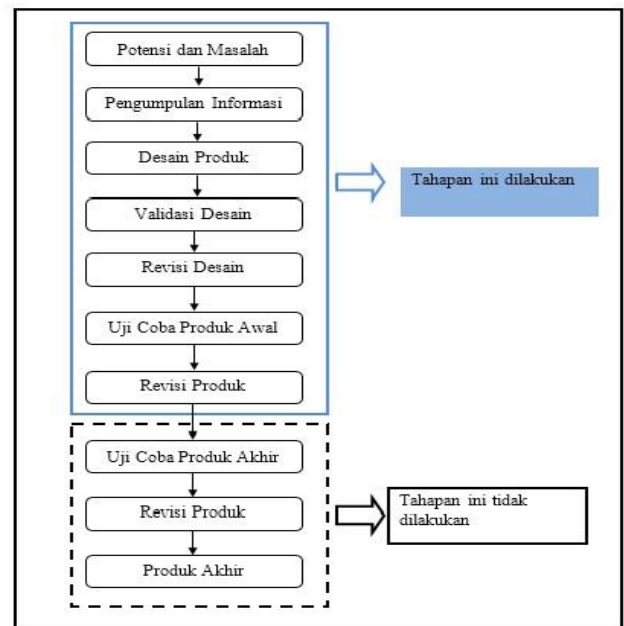 Potensi dan Masalah
Pengumpulan Informasi
Desain Produk
Tahapan ini dilakukan
Validasi Desain
Revisi Desain
Uji Coba Produk Awal
Revisi Produk
Uji Coba Produk Akhir
Revisi Produk
Tahapan ini tidak
dilakukan
Produk Akhir